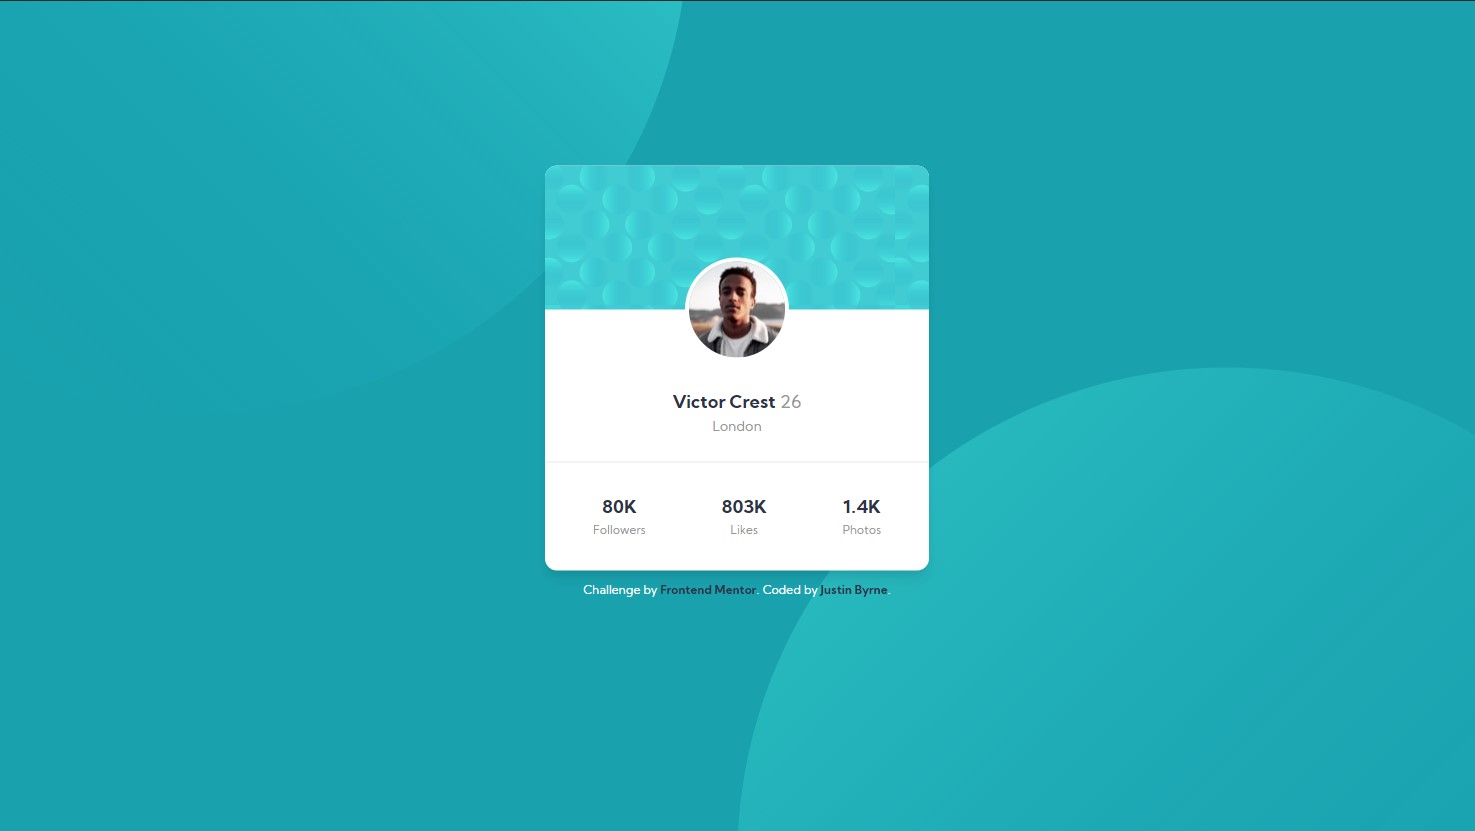 Victor Crest 26
London
80K 803K 1.4K
Followers Likes Photos
Challenge by Frontend Mentor. Coded by Justin Byrne.